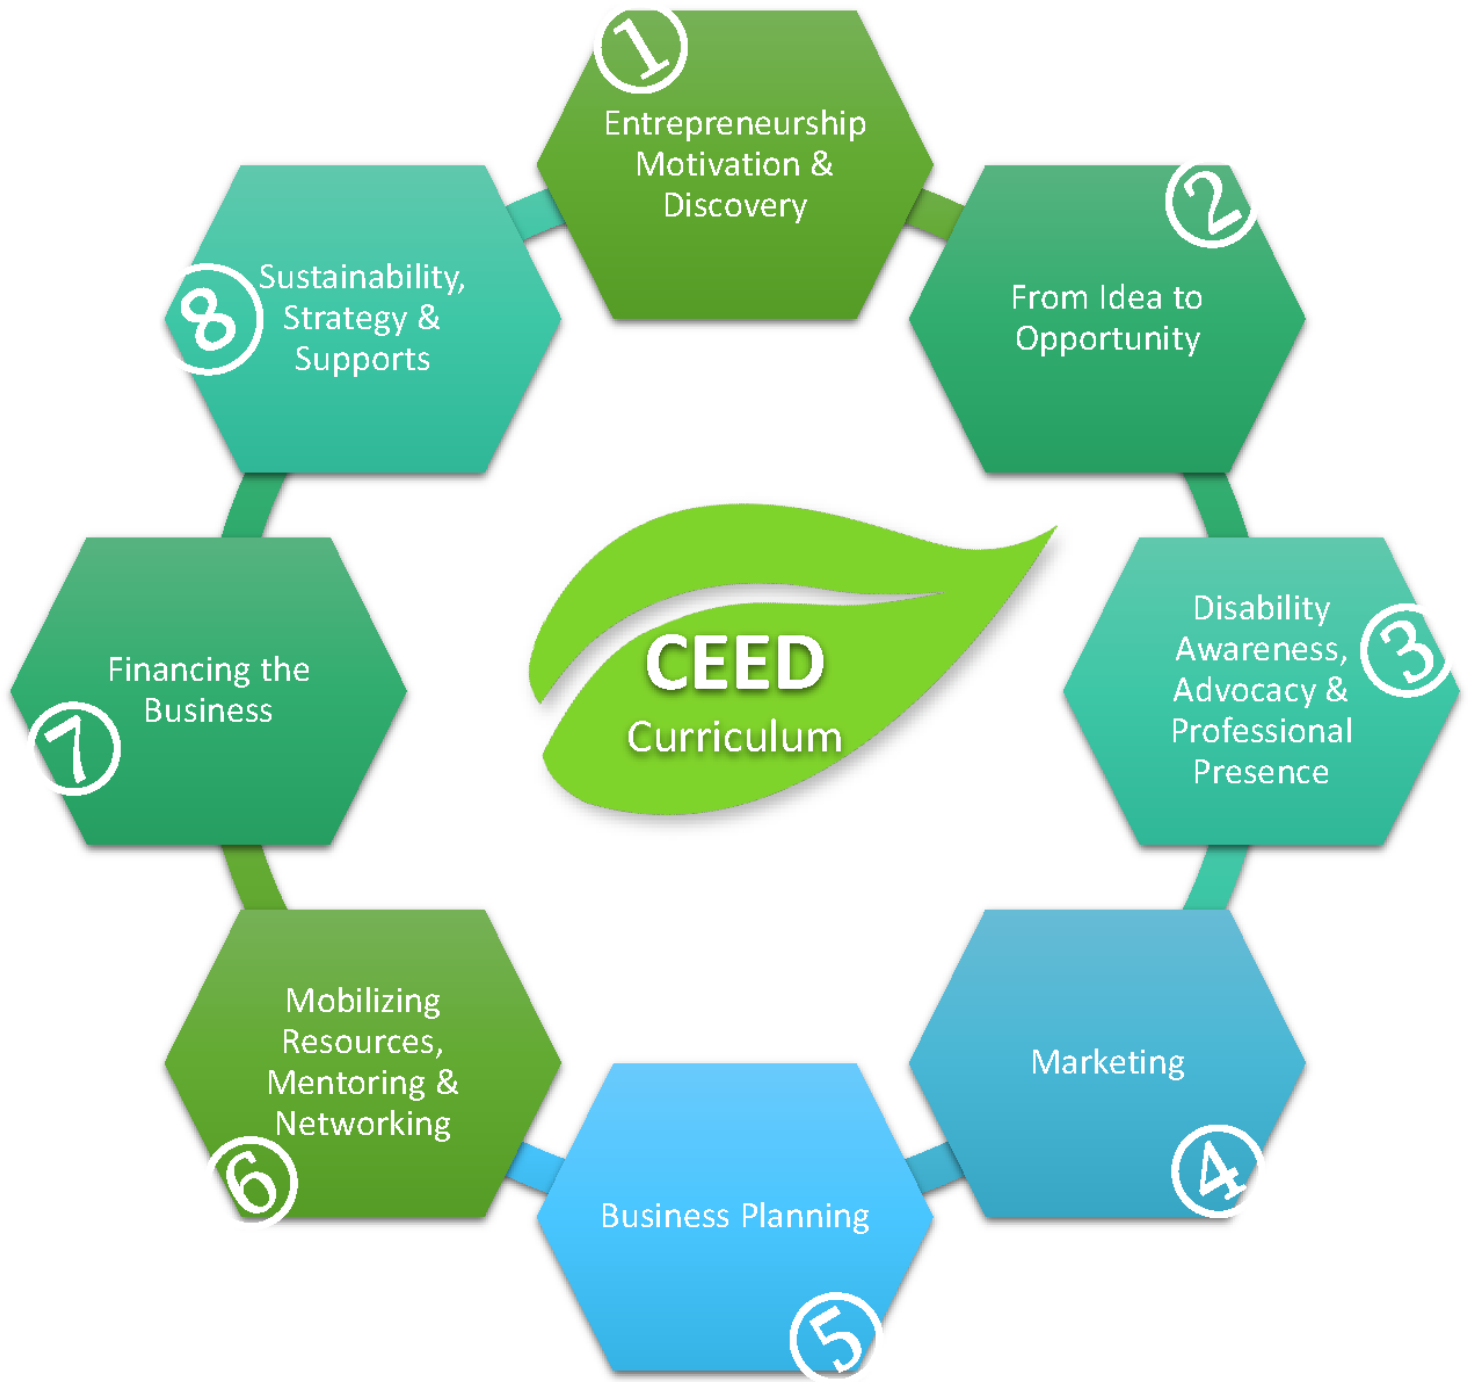 1
Entrepreneurship
Motivation &
Discovery
2
From Idea to
Opportunity
3
Disability
Awareness,
Advocacy &
Professional
Presence
4
Marketing
5
Business Planning
6
Mobilizing
Resources,
Mentoring &
Networking
7
Financing the
Business
8
Sustainability,
Strategy &
Supports
CEED
Curriculum